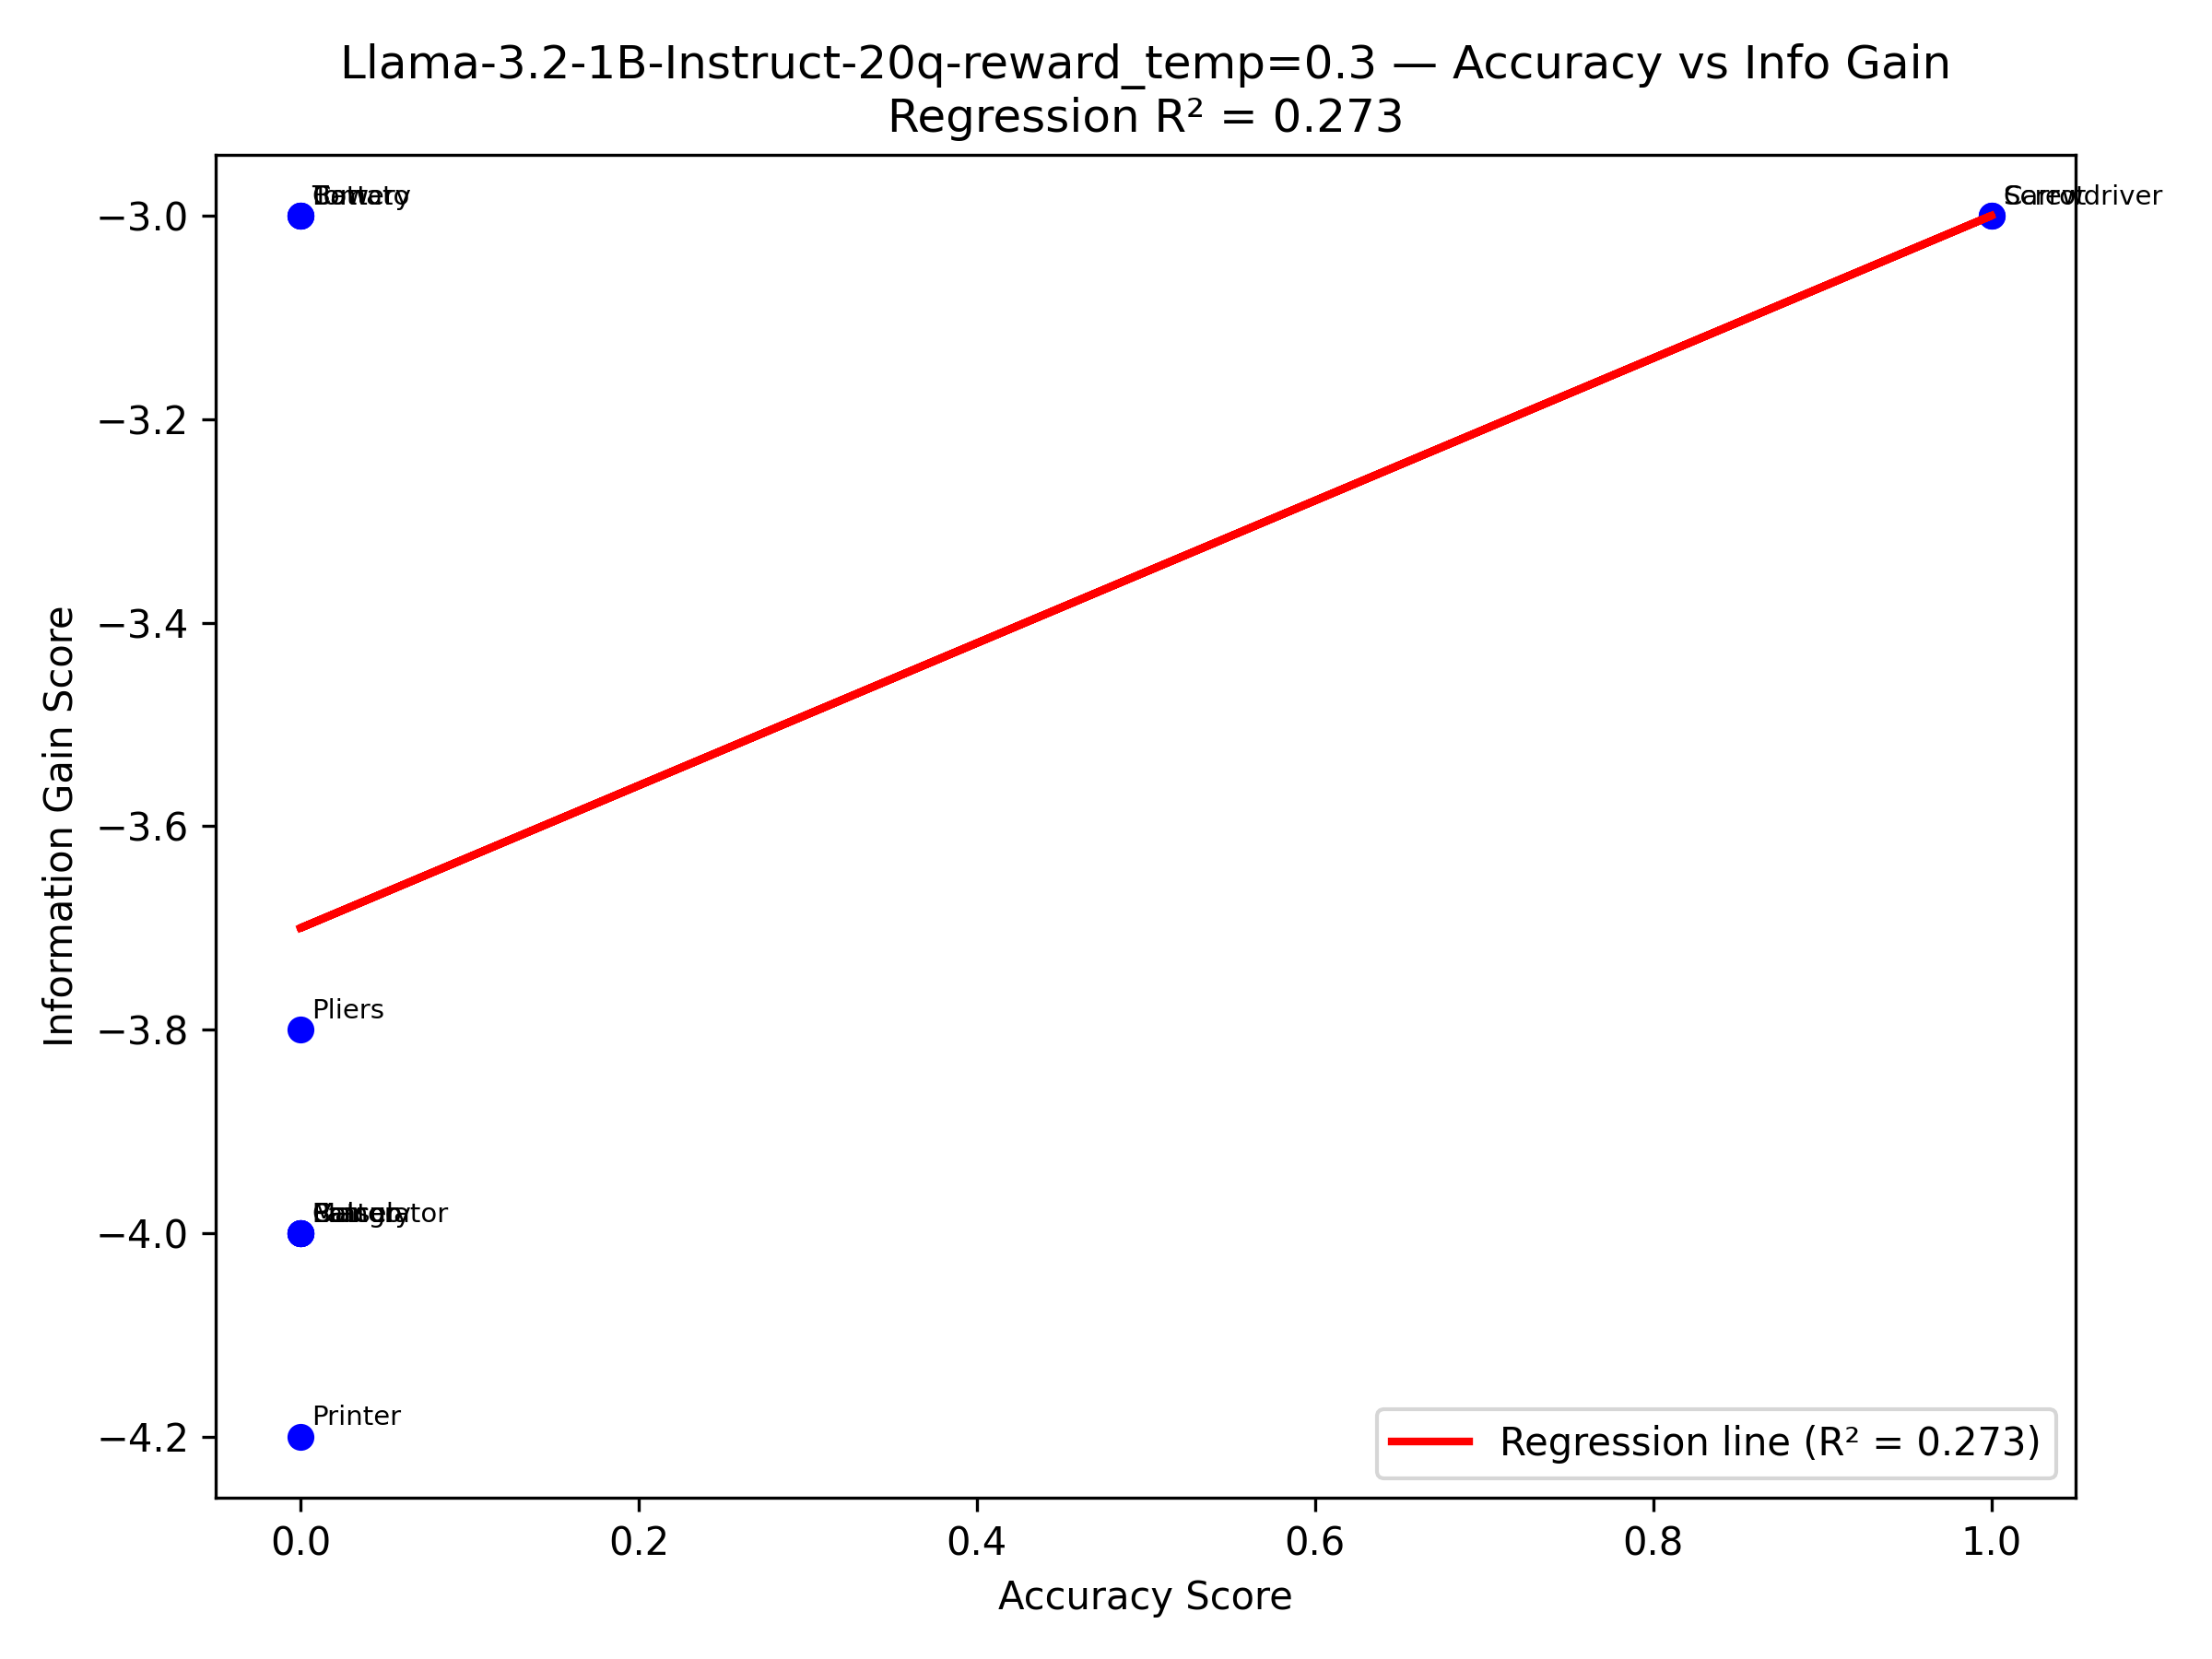 Llama-3.2-1B-Instruct-20q-reward_temp=0.3 — Accuracy vs Info Gain
Regression R² = 0.273
Information Gain Score
−3.0
−3.2
−3.4
−3.6
−3.8
−4.0
−4.2
Screwdriver
Carrot
Pliers
Printer
Regression line (R² = 0.273)
0.0
0.2
0.4
0.6
0.8
1.0
Accuracy Score